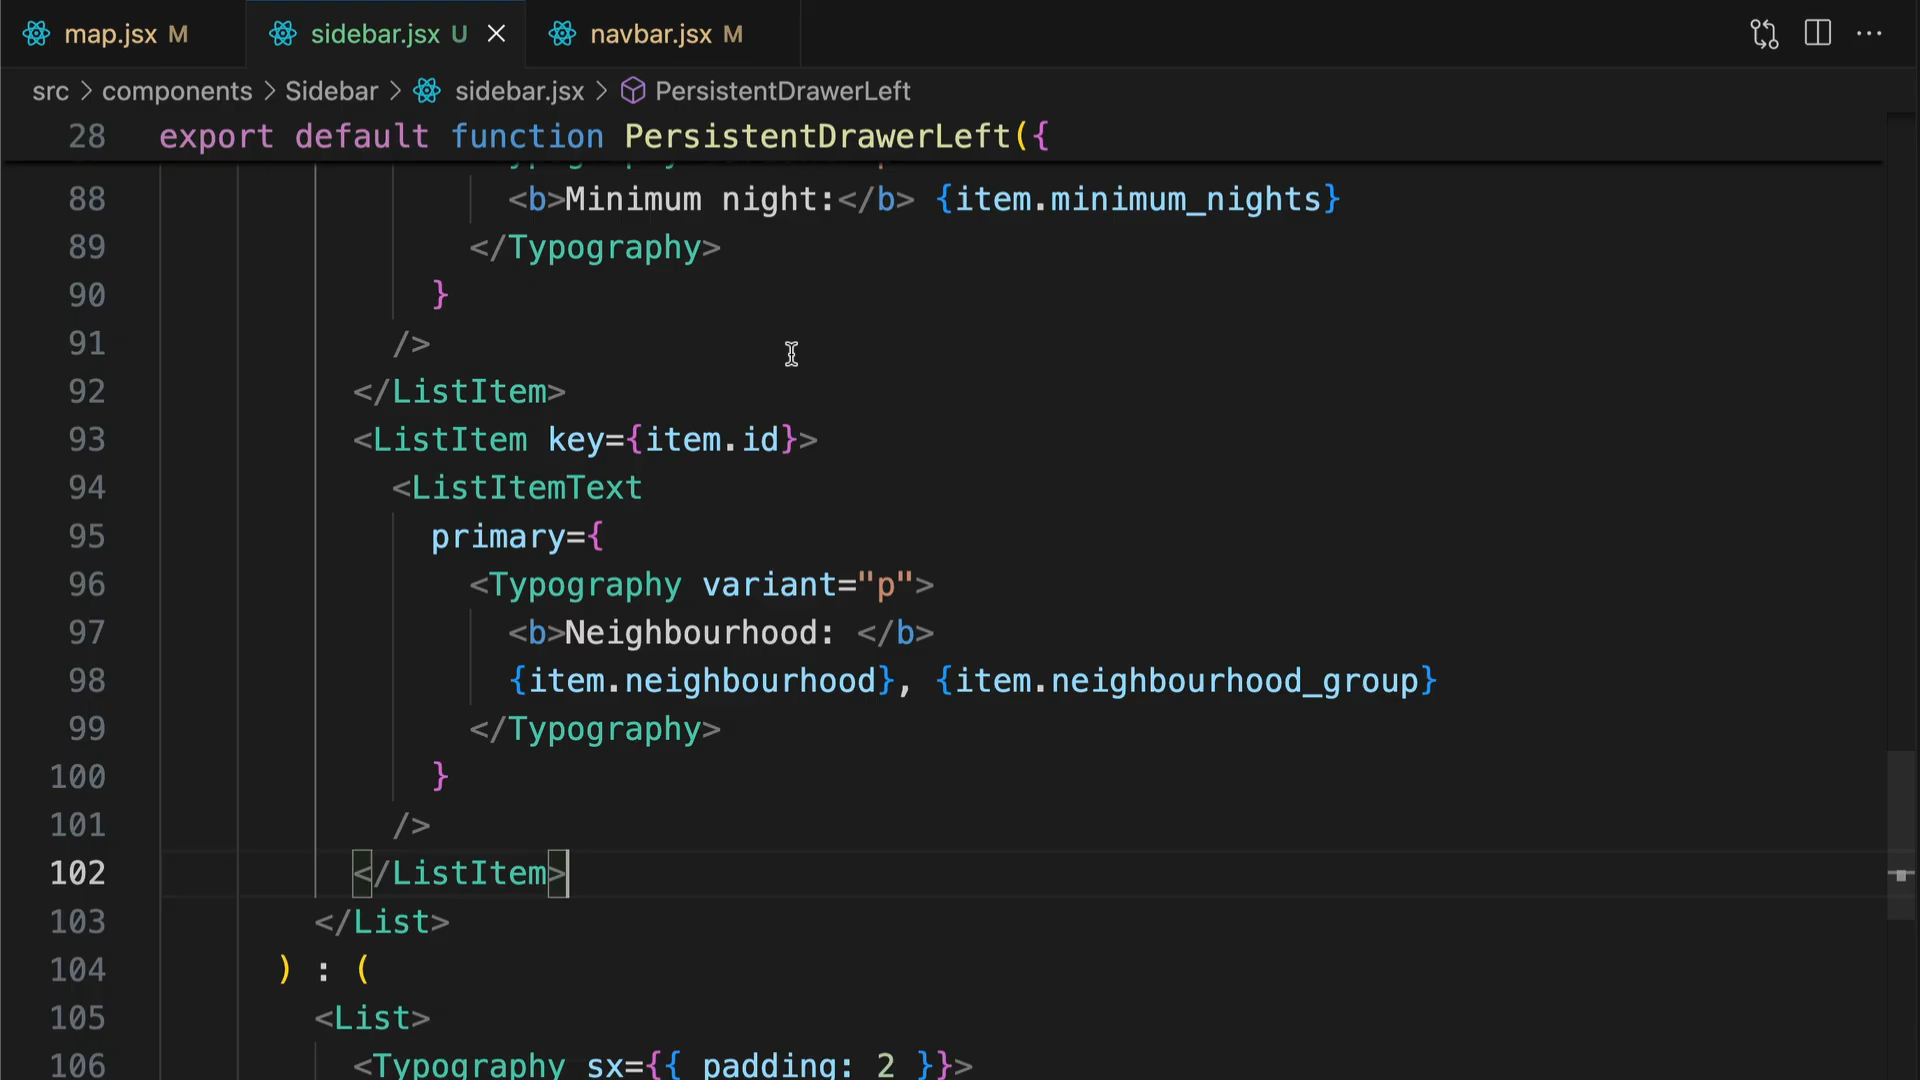 map.jsx M sidebar.jsx U navbar.jsx M
src > components > Sidebar > sidebar.jsx > PersistentDrawerLeft
28 export default function PersistentDrawerLeft({
88 <b>Minimum night:</b> {item.minimum_nights}
89 </Typography>
90 }
91 />
92 </ListItem>
93 <ListItem key={item.id}>
94 <ListItemText
95 primary={
96 <Typography variant="p">
97 <b>Neighbourhood: </b>
98 {item.neighbourhood}, {item.neighbourhood_group}
99 </Typography>
100 }
101 />
102 </ListItem>
103 </List>
104 ) : (
105 <List>
106 <Typography sx={{ padding: 2 }}>